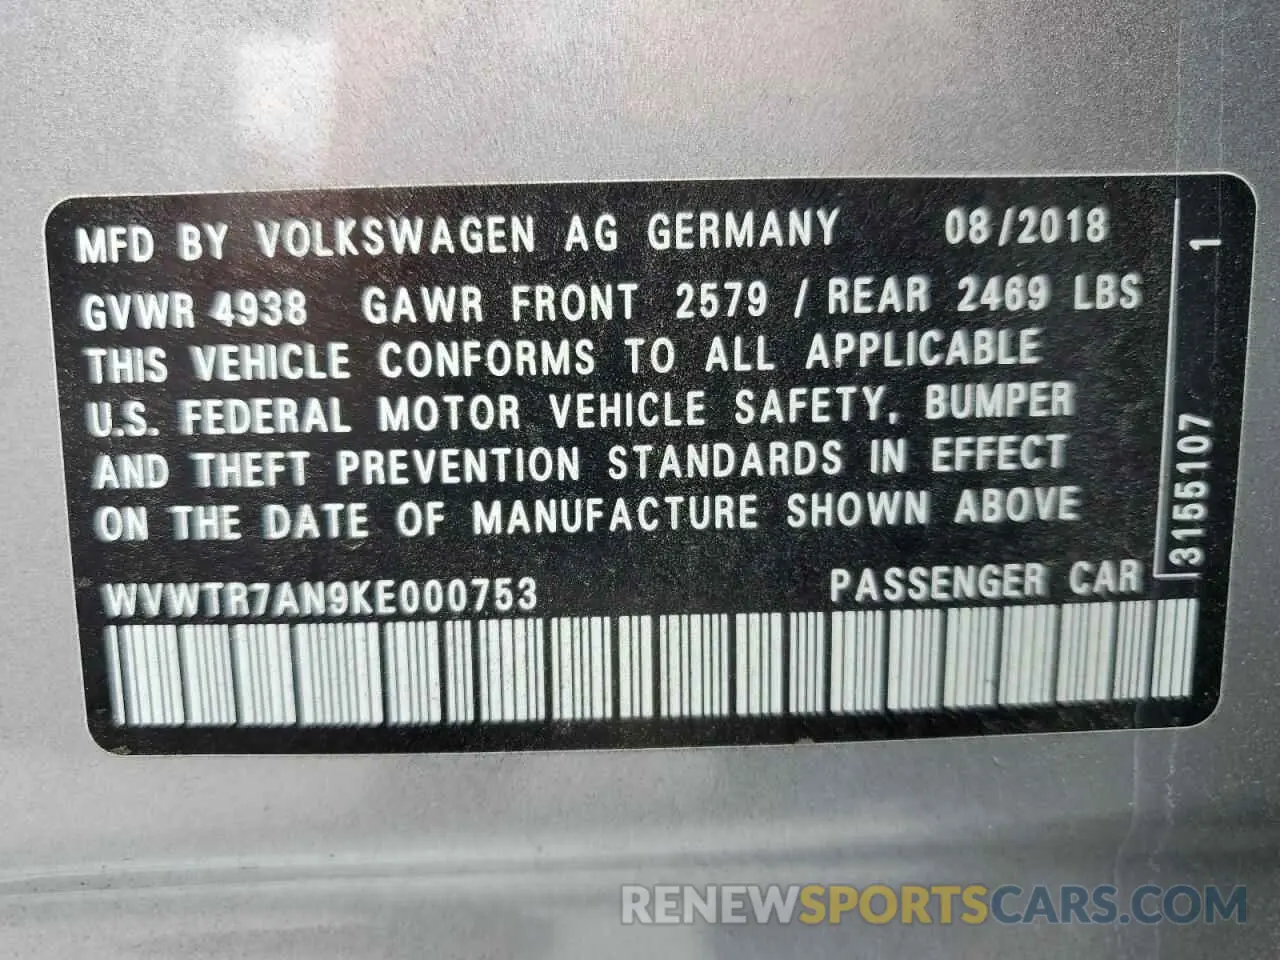 MFD BY VOLKSWAGEN AG GERMANY 08/2018
GVWR 4938 GAWR FRONT 2579 / REAR 2469 LBS
THIS VEHICLE CONFORMS TO ALL APPLICABLE
U.S. FEDERAL MOTOR VEHICLE SAFETY, BUMPER
AND THEFT PREVENTION STANDARDS IN EFFECT
ON THE DATE OF MANUFACTURE SHOWN ABOVE
WVWTR7AN9KE000753 PASSENGER CAR
3155107 1
RENEWSPORTSCARS.COM